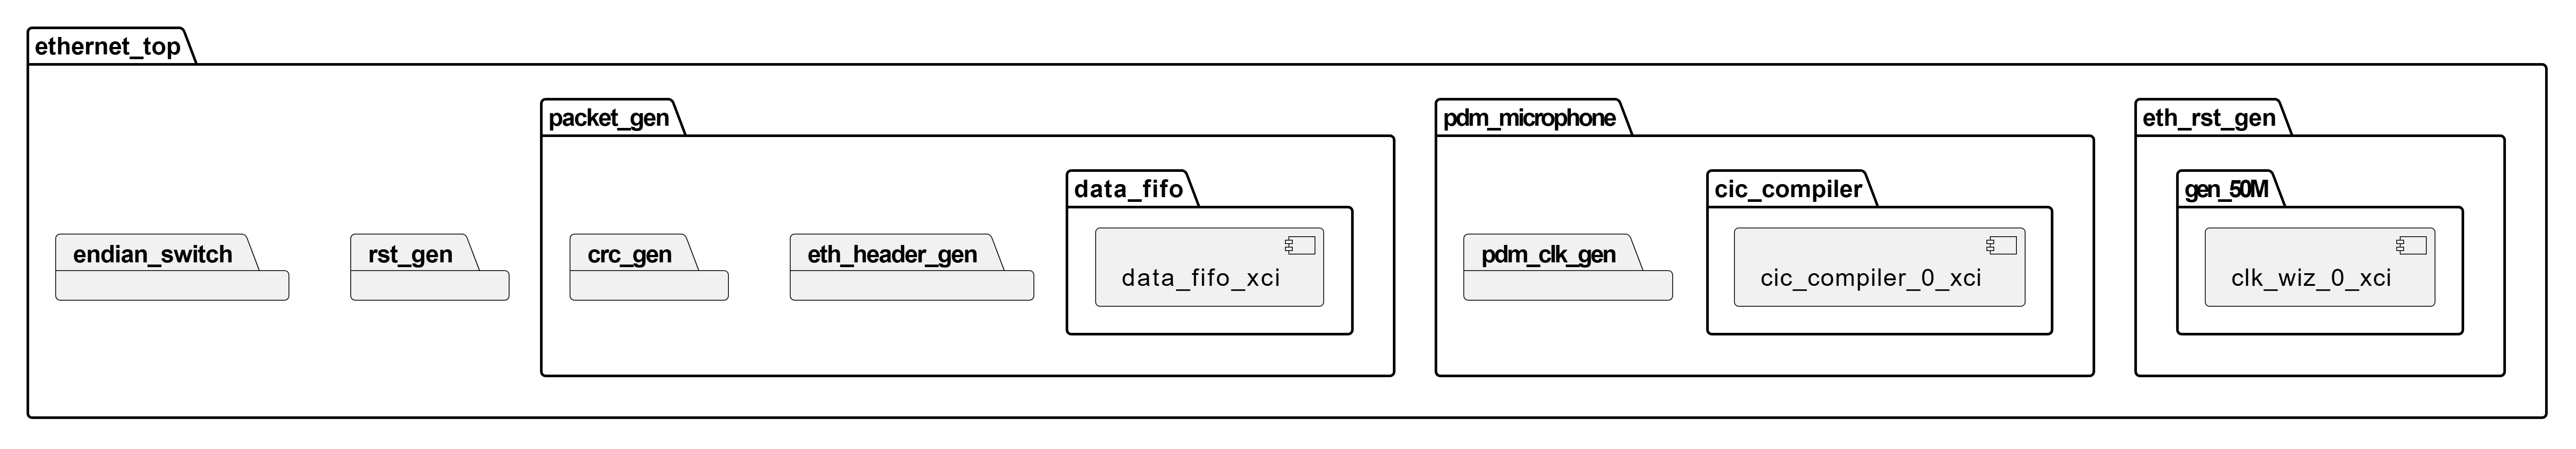 ethernet_top
packet_gen
pdm_microphone
eth_rst_gen
data_fifo
cic_compiler
gen_50M
endian_switch
rst_gen
crc_gen
eth_header_gen
data_fifo_xci
pdm_clk_gen
cic_compiler_0_xci
clk_wiz_0_xci